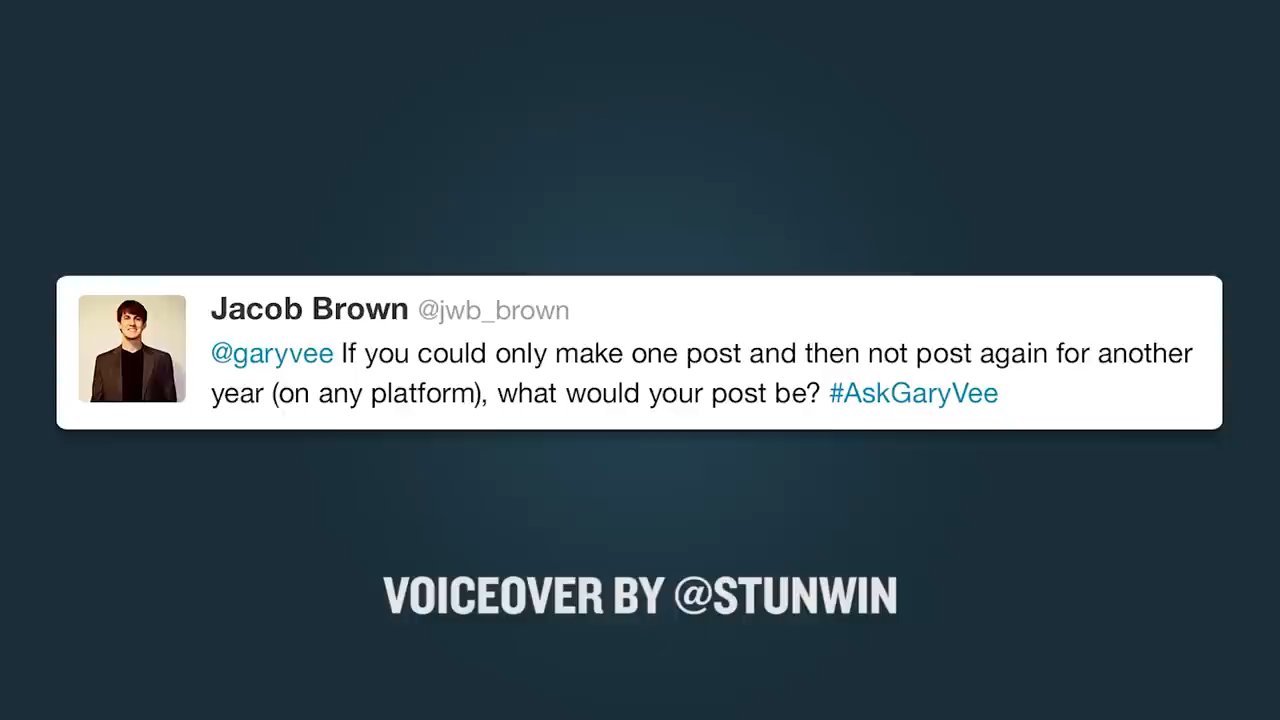 Jacob Brown @jwb_brown
@garyvee If you could only make one post and then not post again for another
year (on any platform), what would your post be? #AskGaryVee
VOICEOVER BY @STUNWIN